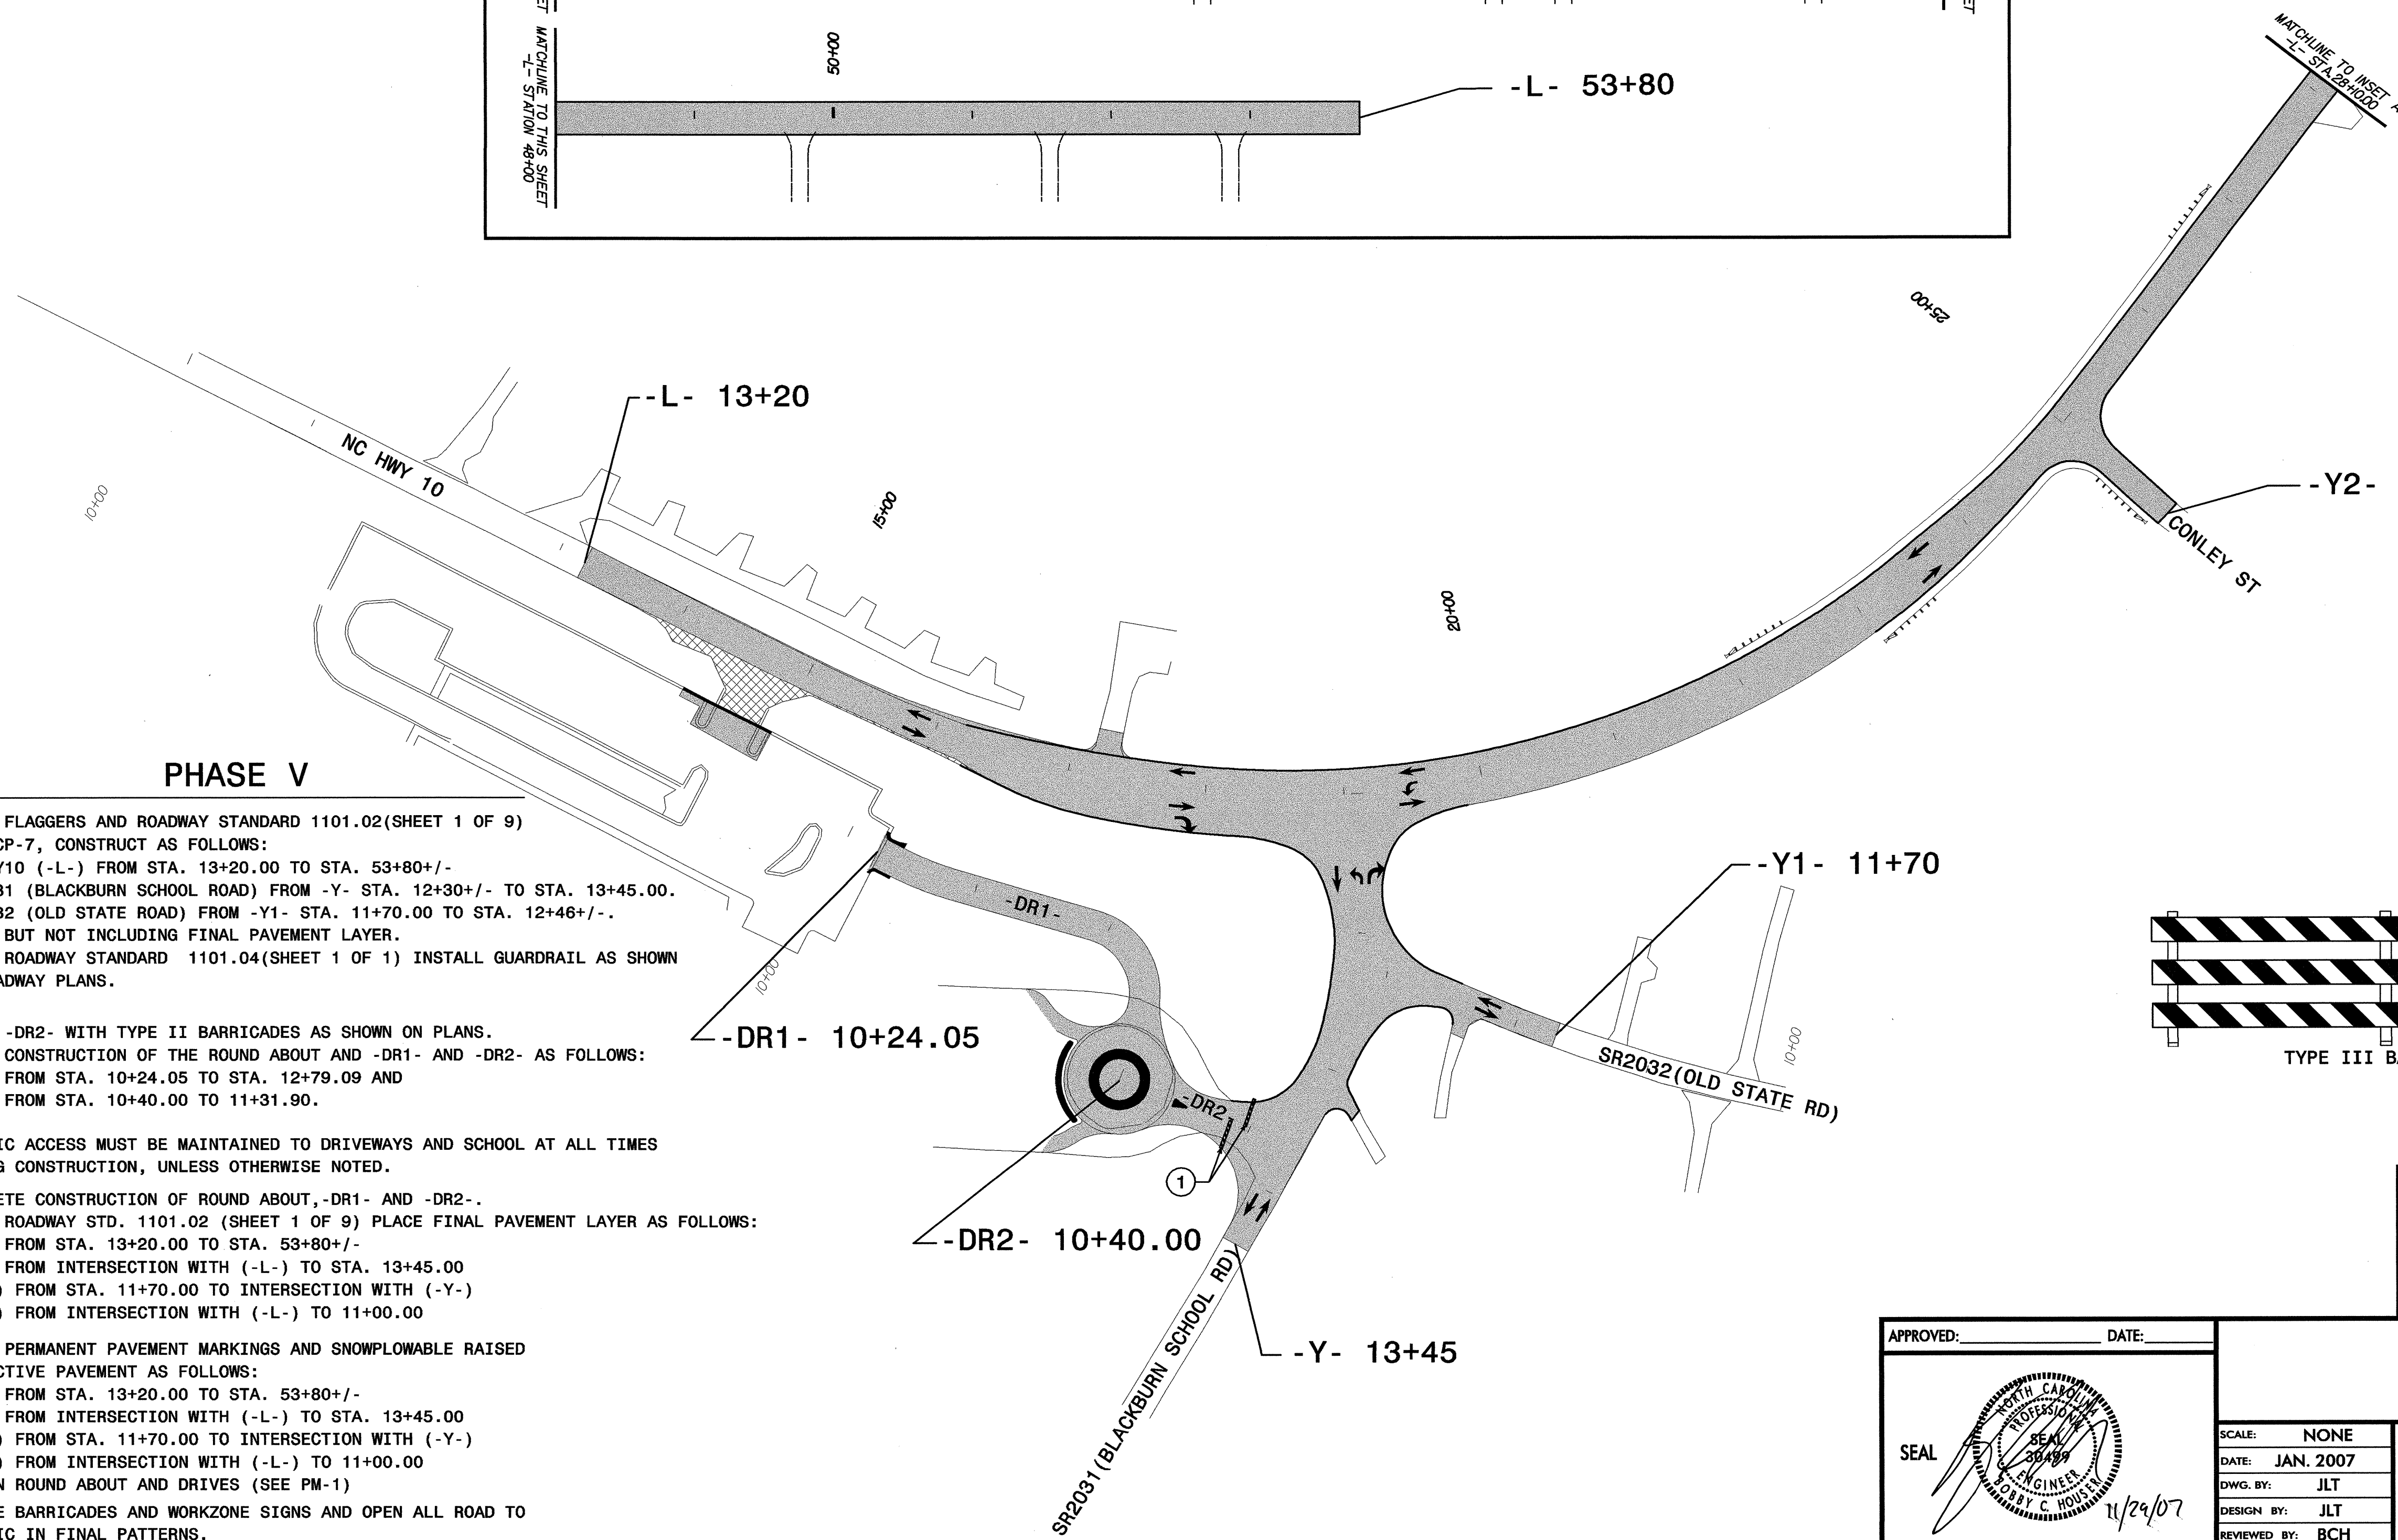 MATCHLINE TO THIS SHEET
-L- STATION 48+00
50+00
-L- 53+80
MATCHLINE TO INSET A
-L- STA.28+10.00
25+00
-L- 13+20
NC HWY 10
10+00
15+00
20+00
-Y2-
CONLEY ST
PHASE V
FLAGGERS AND ROADWAY STANDARD 1101.02(SHEET 1 OF 9)
CP-7, CONSTRUCT AS FOLLOWS:
Y10 (-L-) FROM STA. 13+20.00 TO STA. 53+80+/-
31 (BLACKBURN SCHOOL ROAD) FROM -Y- STA. 12+30+/- TO STA. 13+45.00.
32 (OLD STATE ROAD) FROM -Y1- STA. 11+70.00 TO STA. 12+46+/-.
BUT NOT INCLUDING FINAL PAVEMENT LAYER.
ROADWAY STANDARD 1101.04(SHEET 1 OF 1) INSTALL GUARDRAIL AS SHOWN
ADWAY PLANS.
-DR2- WITH TYPE II BARRICADES AS SHOWN ON PLANS.
CONSTRUCTION OF THE ROUND ABOUT AND -DR1- AND -DR2- AS FOLLOWS:
FROM STA. 10+24.05 TO STA. 12+79.09 AND
FROM STA. 10+40.00 TO 11+31.90.
IC ACCESS MUST BE MAINTAINED TO DRIVEWAYS AND SCHOOL AT ALL TIMES
G CONSTRUCTION, UNLESS OTHERWISE NOTED.
ETE CONSTRUCTION OF ROUND ABOUT,-DR1- AND -DR2-.
ROADWAY STD. 1101.02 (SHEET 1 OF 9) PLACE FINAL PAVEMENT LAYER AS FOLLOWS:
FROM STA. 13+20.00 TO STA. 53+80+/-
FROM INTERSECTION WITH (-L-) TO STA. 13+45.00
) FROM STA. 11+70.00 TO INTERSECTION WITH (-Y-)
) FROM INTERSECTION WITH (-L-) TO 11+00.00
PERMANENT PAVEMENT MARKINGS AND SNOWPLOWABLE RAISED
CTIVE PAVEMENT AS FOLLOWS:
FROM STA. 13+20.00 TO STA. 53+80+/-
FROM INTERSECTION WITH (-L-) TO STA. 13+45.00
) FROM STA. 11+70.00 TO INTERSECTION WITH (-Y-)
) FROM INTERSECTION WITH (-L-) TO 11+00.00
N ROUND ABOUT AND DRIVES (SEE PM-1)
E BARRICADES AND WORKZONE SIGNS AND OPEN ALL ROAD TO
IC IN FINAL PATTERNS.
-DR1-
10+00
-DR1- 10+24.05
-Y1- 11+70
SR2032(OLD STATE RD)
10+00
-DR2
1
-DR2- 10+40.00
-Y- 13+45
SR2031(BLACKBURN SCHOOL RD)
TYPE III BA
APPROVED: DATE:
SEAL
NORTH CAROLINA
PROFESSIONAL
SEAL
30499
ENGINEER
BOBBY C. HOUSER
11/29/07
SCALE: NONE
DATE: JAN. 2007
DWG. BY: JLT
DESIGN BY: JLT
REVIEWED BY: BCH